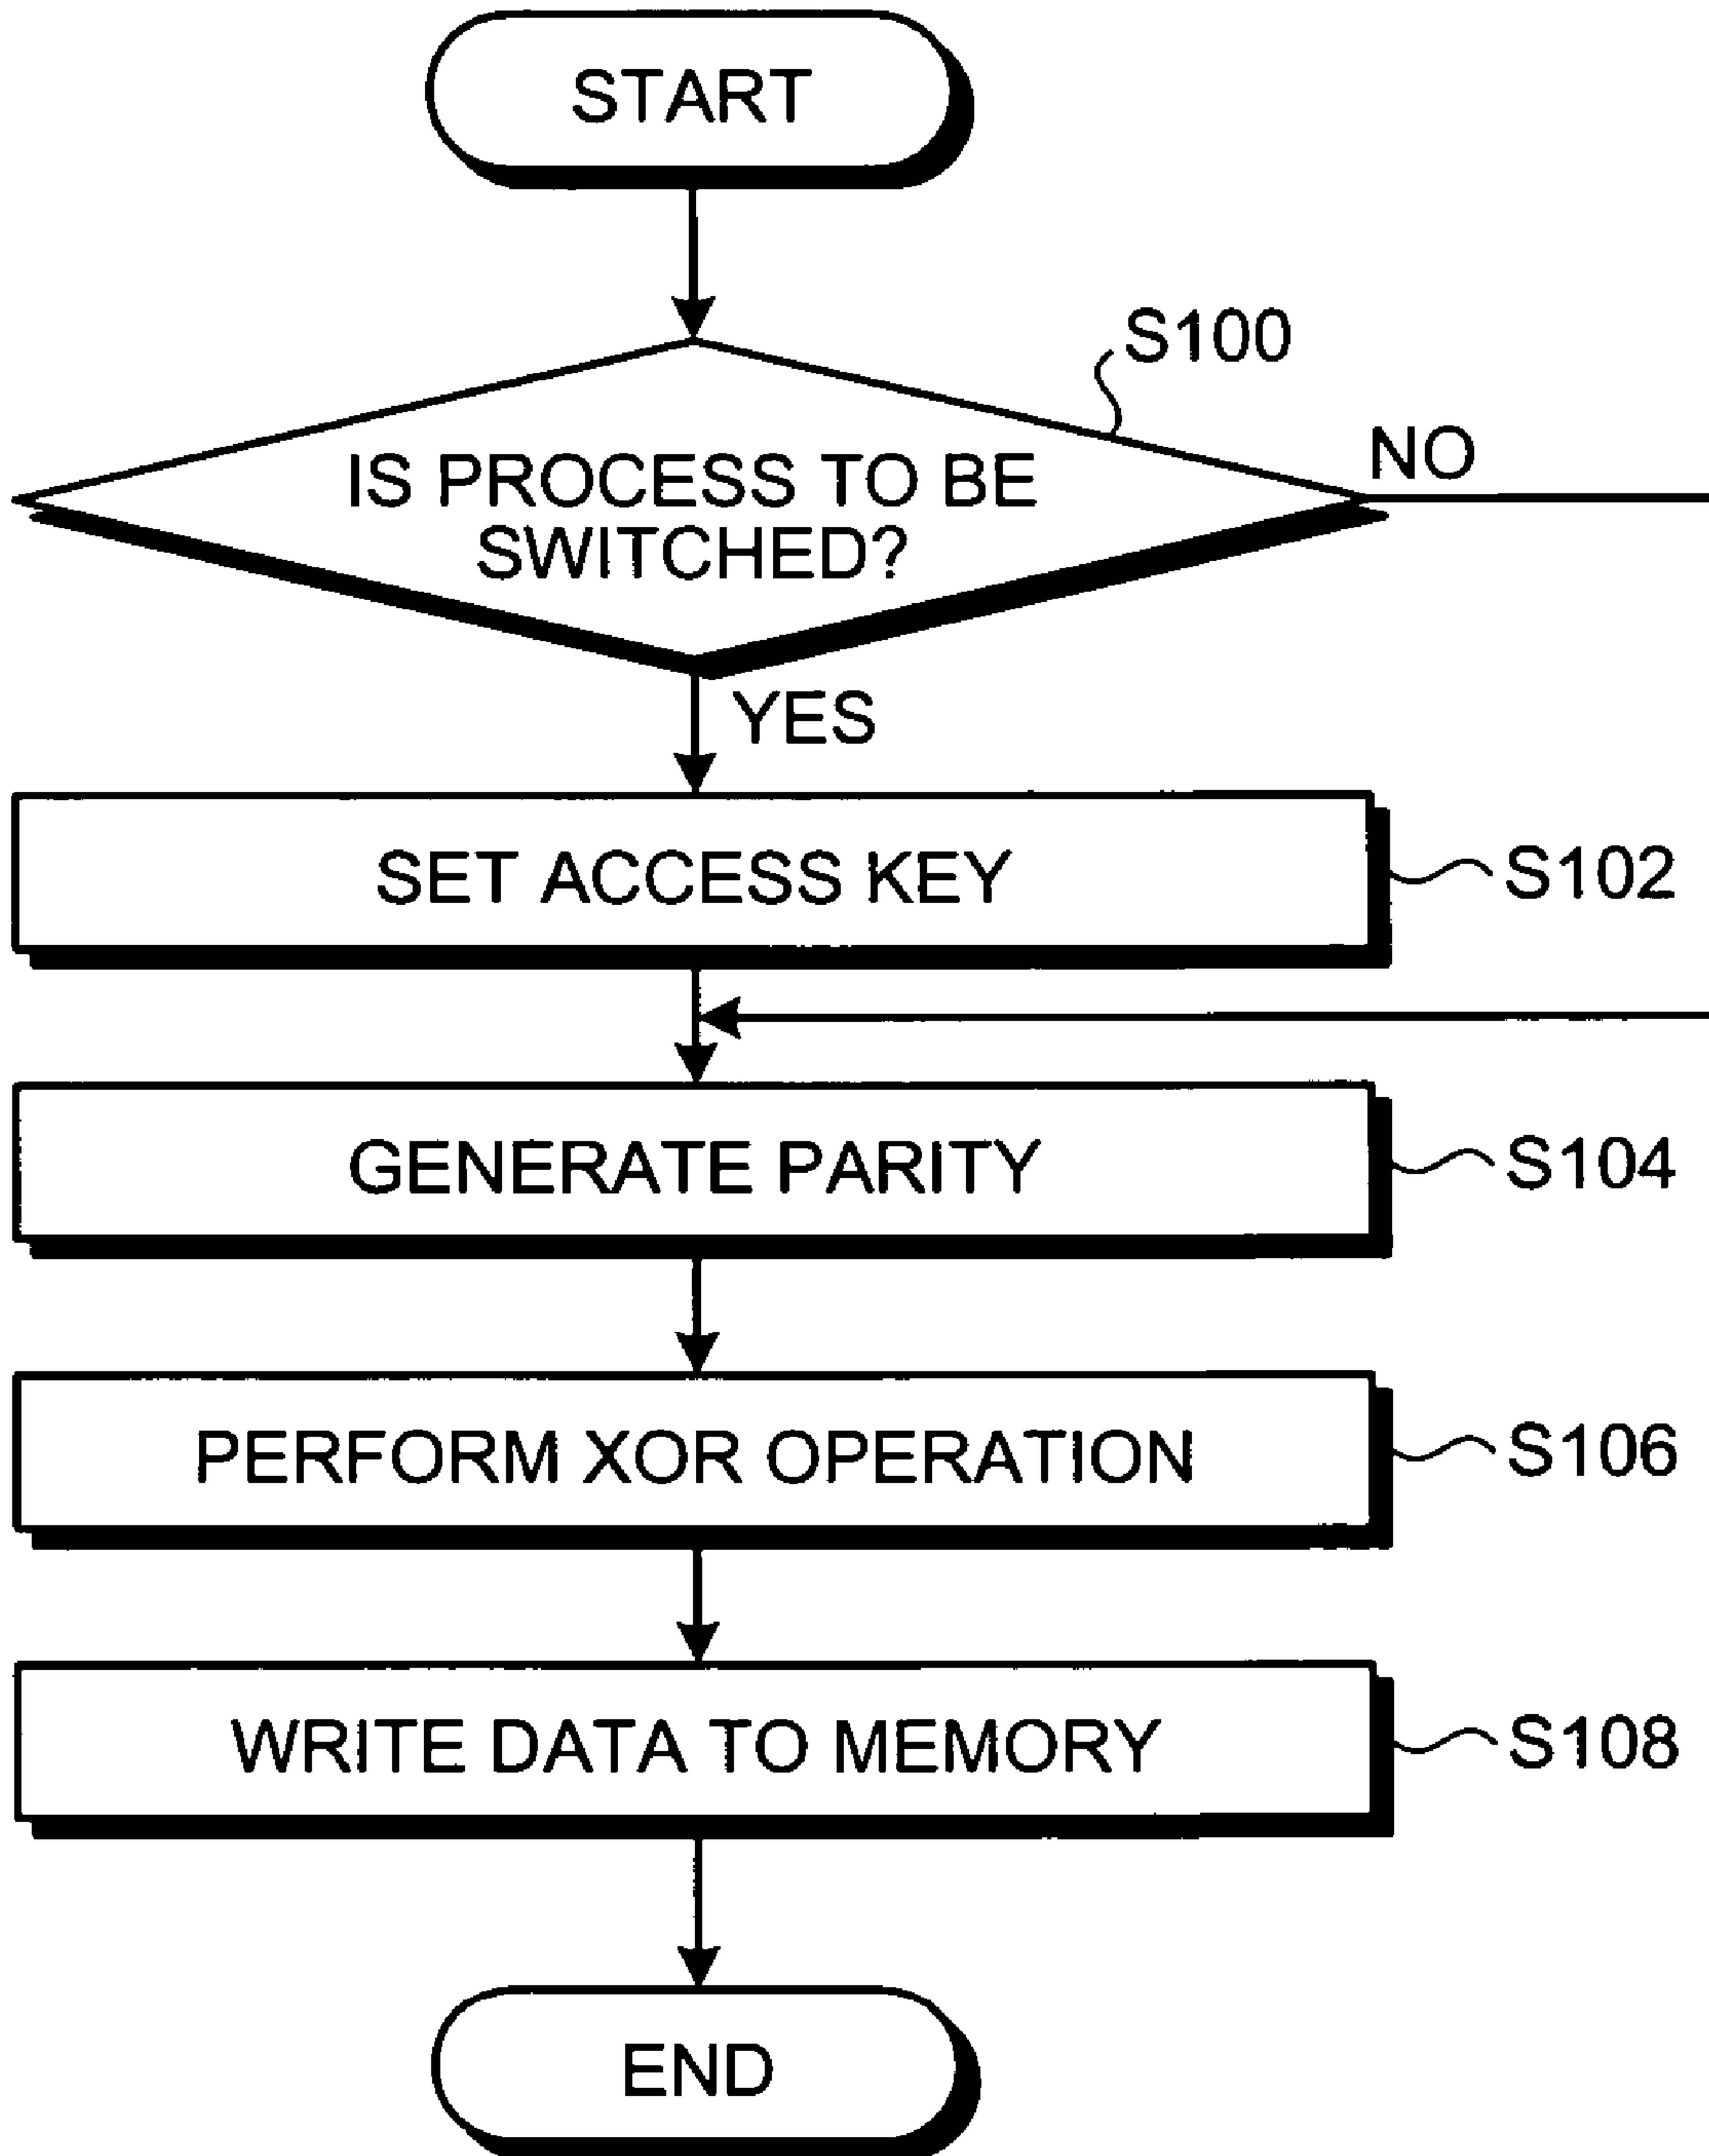 START
S100
NO
IS PROCESS TO BE
SWITCHED?
YES
SET ACCESS KEY
S102
GENERATE PARITY
S104
PERFORM XOR OPERATION
S106
WRITE DATA TO MEMORY
S108
END